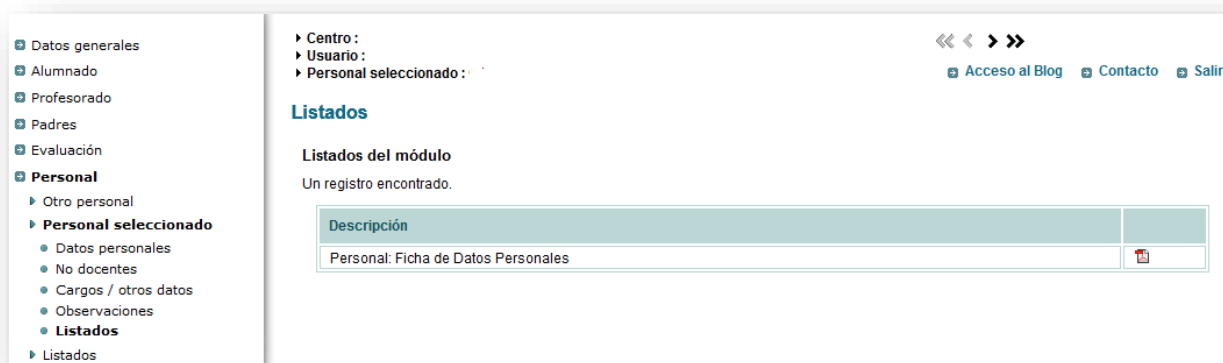 Datos generales
Alumnado
Profesorado
Padres
Evaluación
Personal
Otro personal
Personal seleccionado
Datos personales
No docentes
Cargos / otros datos
Observaciones
Listados
Listados
Centro :
Usuario :
Personal seleccionado :
Acceso al Blog Contacto Salir
Listados
Listados del módulo
Un registro encontrado.
Descripción
Personal: Ficha de Datos Personales